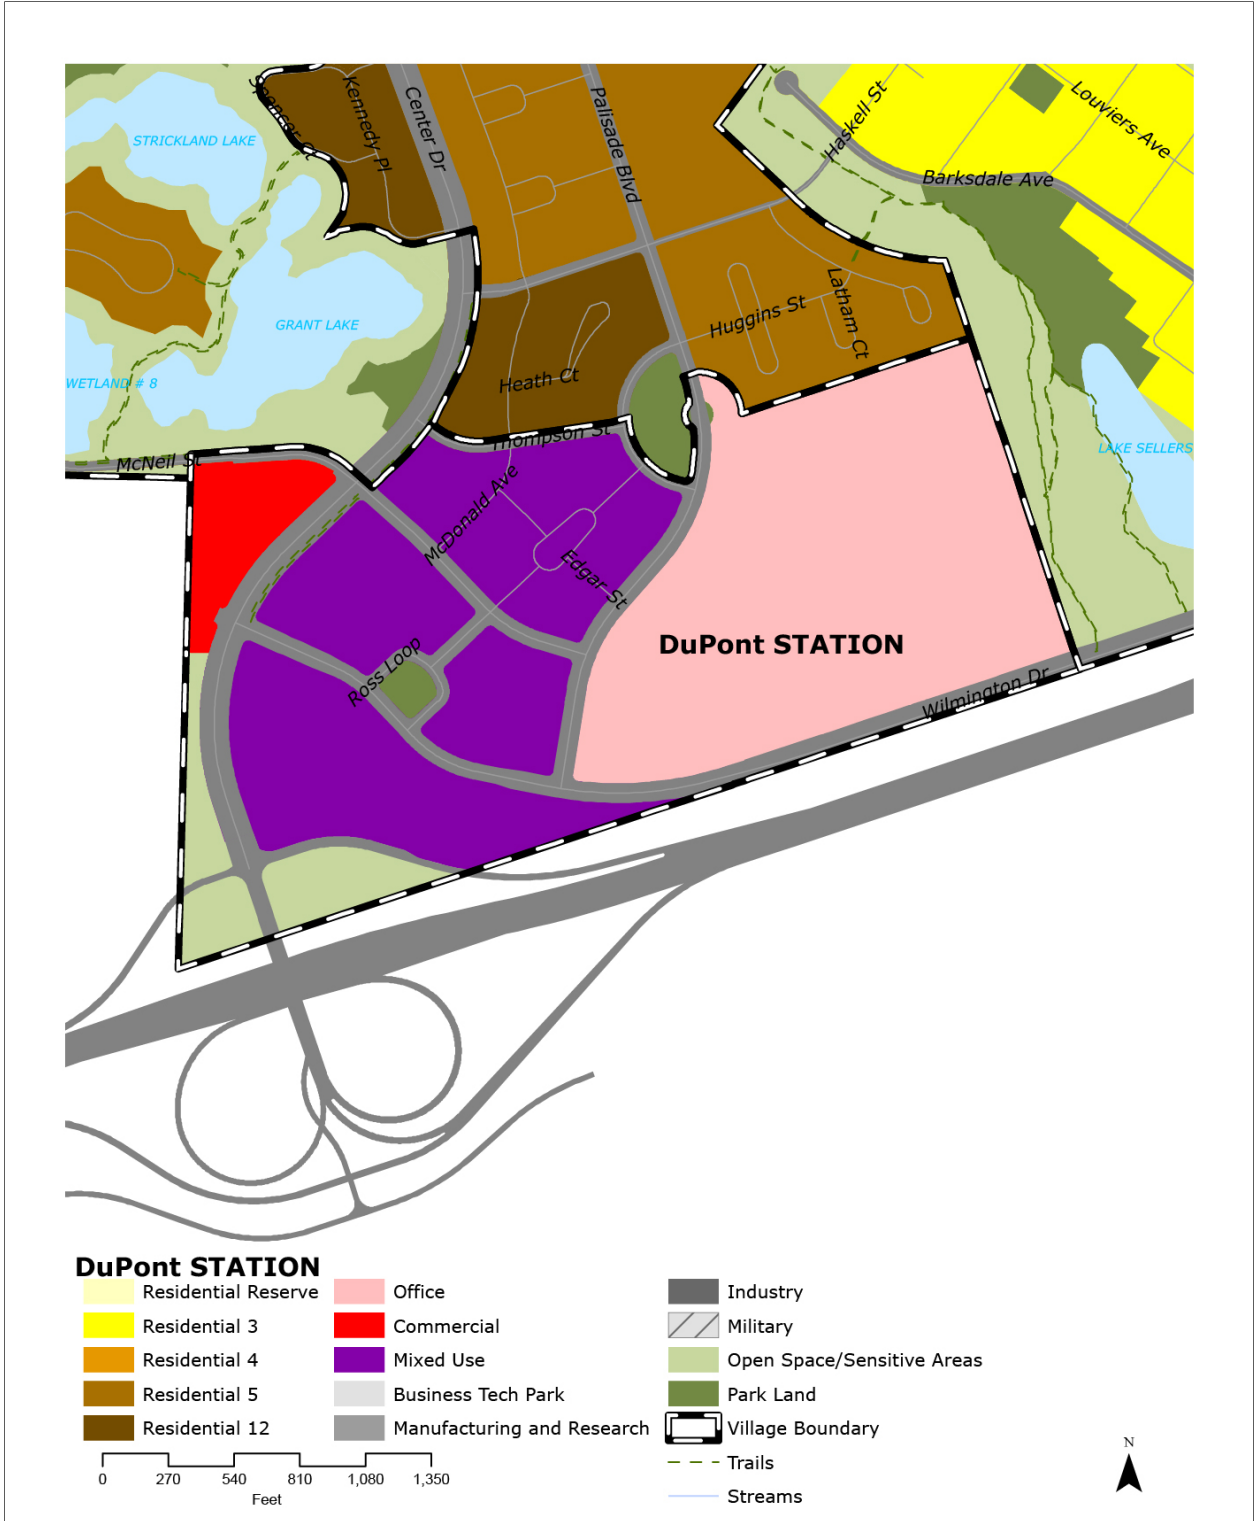 Spencer Ct
Kennedy Pl
Center Dr
Palisade Blvd
Haskell St
Louviers Ave
STRICKLAND LAKE
Barksdale Ave
GRANT LAKE
Huggins St
Latham Ct
WETLAND # 8
Heath Ct
Thompson St
McNeil St
LAKE SELLERS
McDonald Ave
Edgar St
DuPont STATION
Ross Loop
Wilmington Dr
DuPont STATION
Residential Reserve
Residential 3
Residential 4
Residential 5
Residential 12
Office
Commercial
Mixed Use
Business Tech Park
Manufacturing and Research
Industry
Military
Open Space/Sensitive Areas
Park Land
Village Boundary
Trails
Streams
0 270 540 810 1,080 1,350
Feet
N